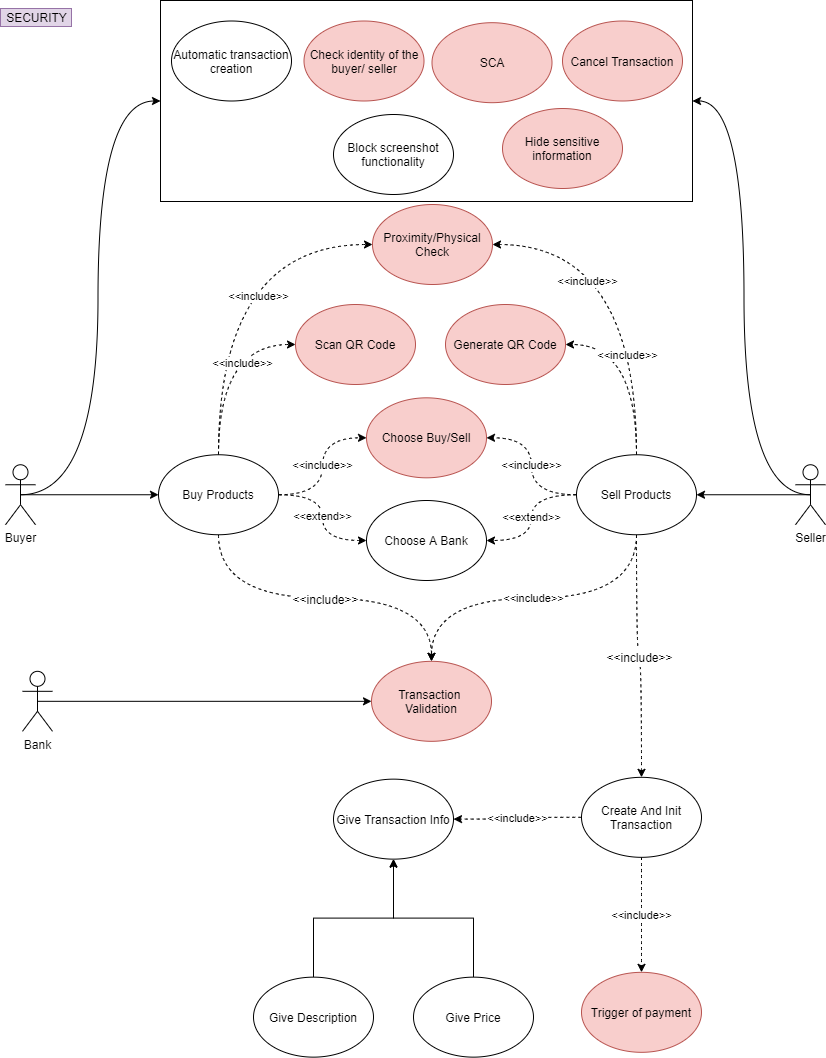 SECURITY
Automatic transaction
creation
Check identity of the
buyer/ seller
SCA
Cancel Transaction
Block screenshot
functionality
Hide sensitive
information
Proximity/Physical
Check
<<include>>
<<include>>
Scan QR Code
Generate QR Code
<<include>>
<<include>>
Choose Buy/Sell
<<include>>
<<include>>
Buy Products
Sell Products
<<extend>>
<<extend>>
Choose A Bank
Buyer
Seller
<<include>>
<<include>>
<<include>>
Transaction
Validation
Bank
Give Transaction Info
<<include>>
Create And Init
Transaction
<<include>>
Give Description
Give Price
Trigger of payment